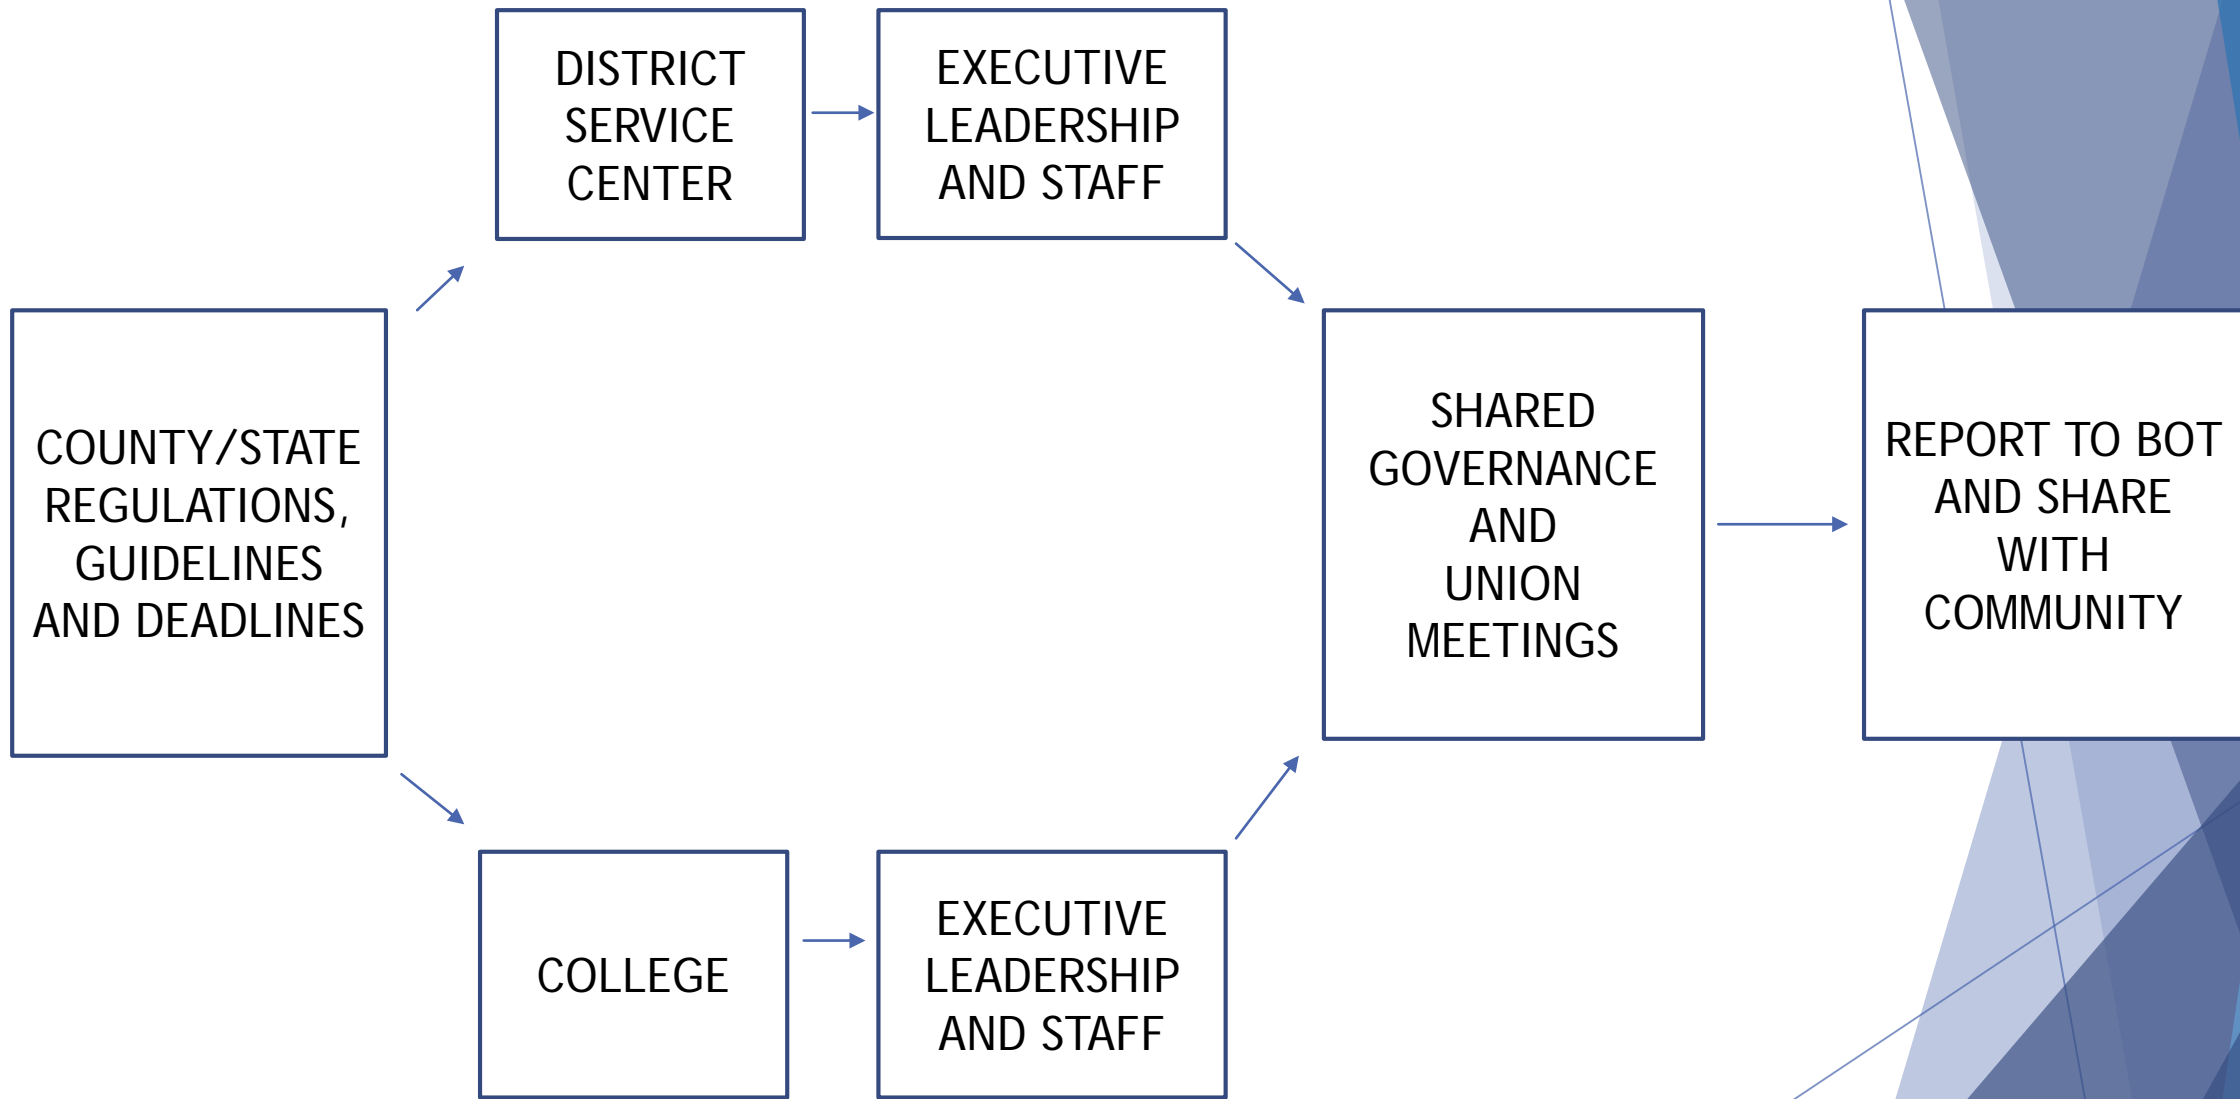 DISTRICT
SERVICE
CENTER
EXECUTIVE
LEADERSHIP
AND STAFF
COUNTY/STATE
REGULATIONS,
GUIDELINES
AND DEADLINES
SHARED
GOVERNANCE
AND
UNION
MEETINGS
REPORT TO BOT
AND SHARE
WITH
COMMUNITY
COLLEGE
EXECUTIVE
LEADERSHIP
AND STAFF